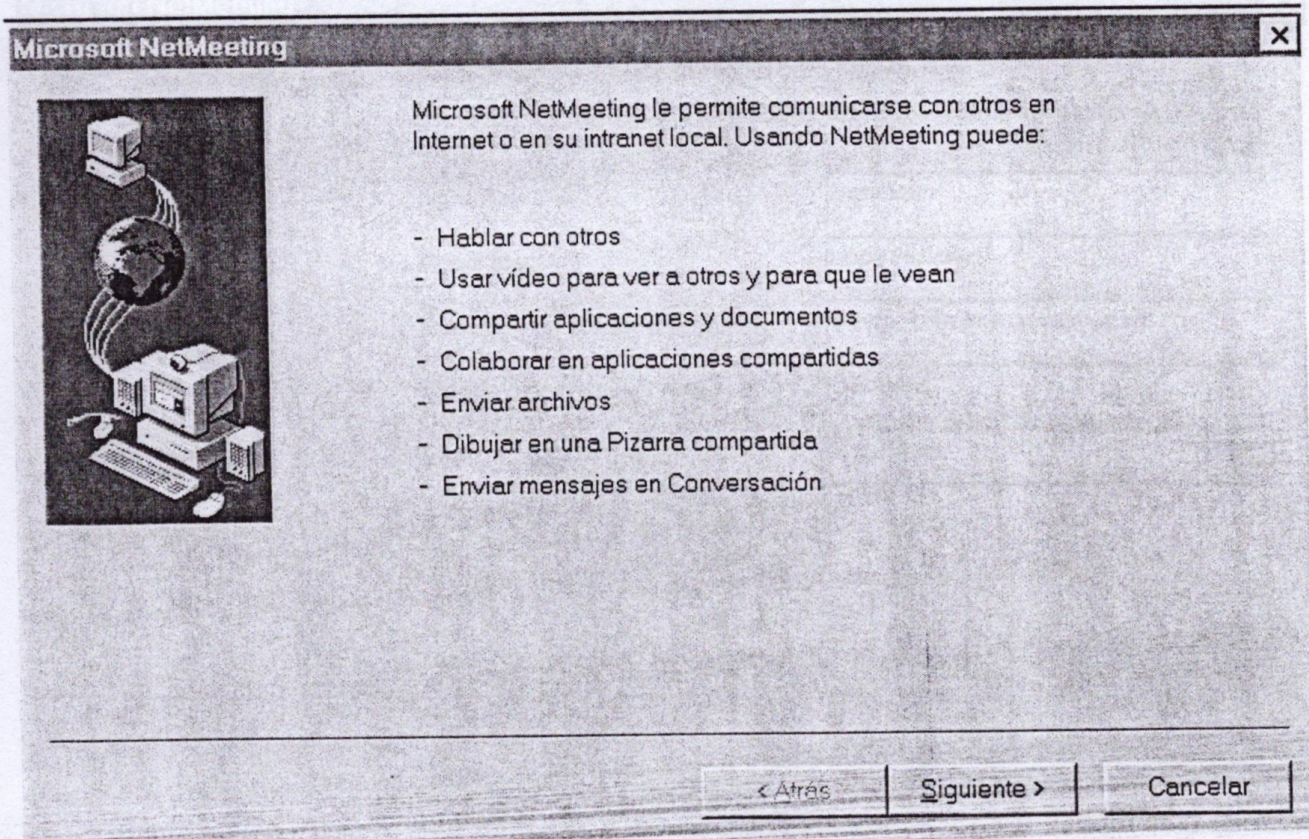 Microsoft NetMeeting
Microsoft NetMeeting le permite comunicarse con otros en
Internet o en su intranet local. Usando NetMeeting puede:
- Hablar con otros
- Usar vídeo para ver a otros y para que le vean
- Compartir aplicaciones y documentos
- Colaborar en aplicaciones compartidas
- Enviar archivos
- Dibujar en una Pizarra compartida
- Enviar mensajes en Conversación
< Atrás
Siguiente >
Cancelar